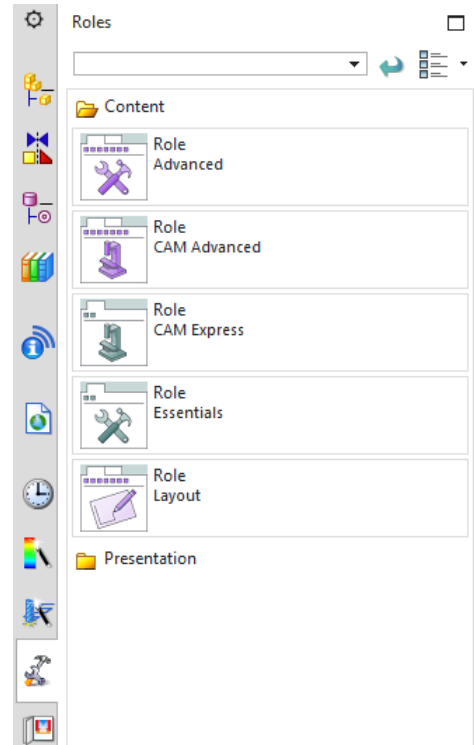 Roles
Content
Role
Advanced
Role
CAM Advanced
Role
CAM Express
Role
Essentials
Role
Layout
Presentation